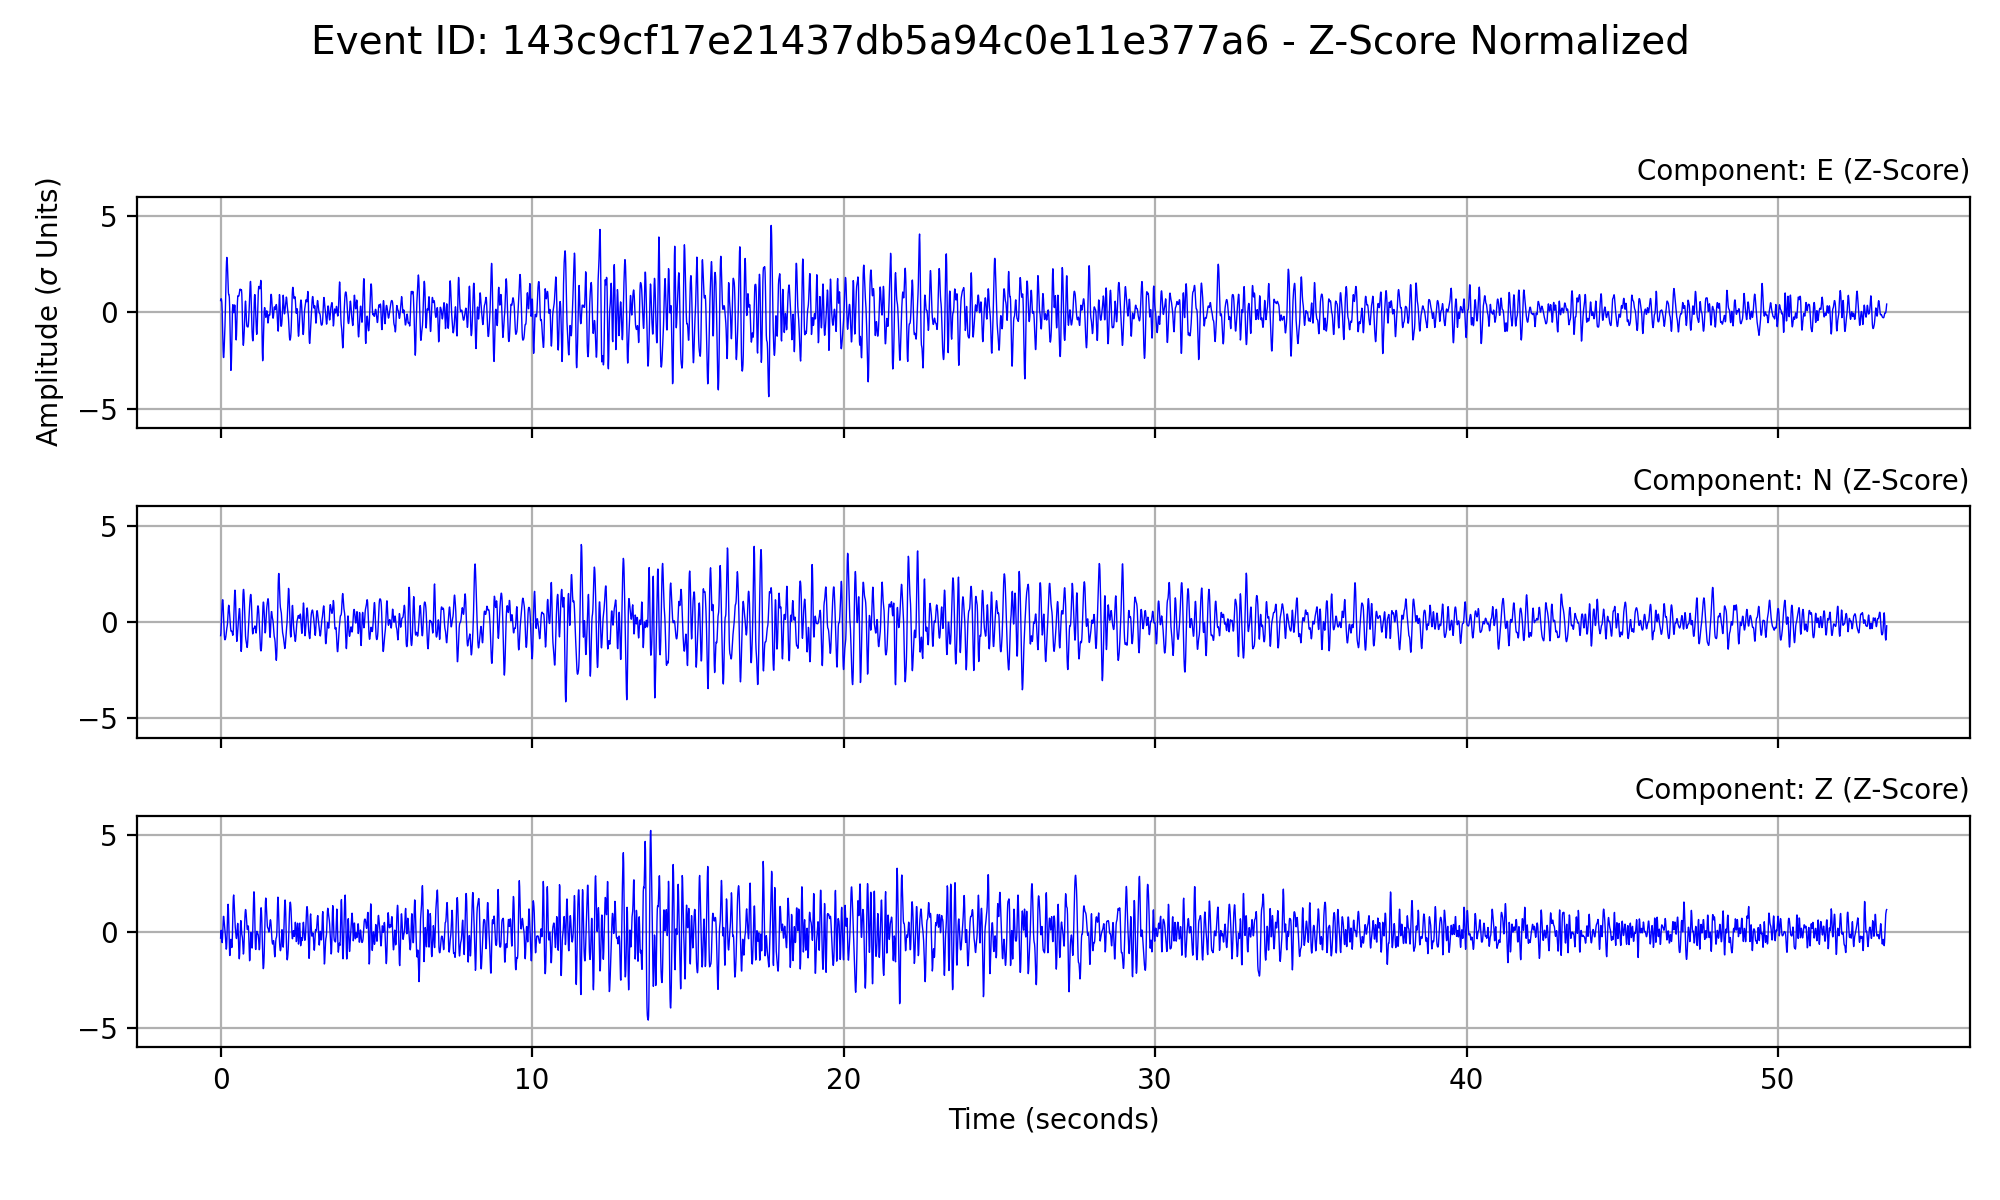 Event ID: 143c9cf17e21437db5a94c0e11e377a6 - Z-Score Normalized
Component: E (Z-Score)
Amplitude (σ Units)
5
0
−5
Component: N (Z-Score)
5
0
−5
Component: Z (Z-Score)
5
0
−5
0 10 20 30 40 50
Time (seconds)